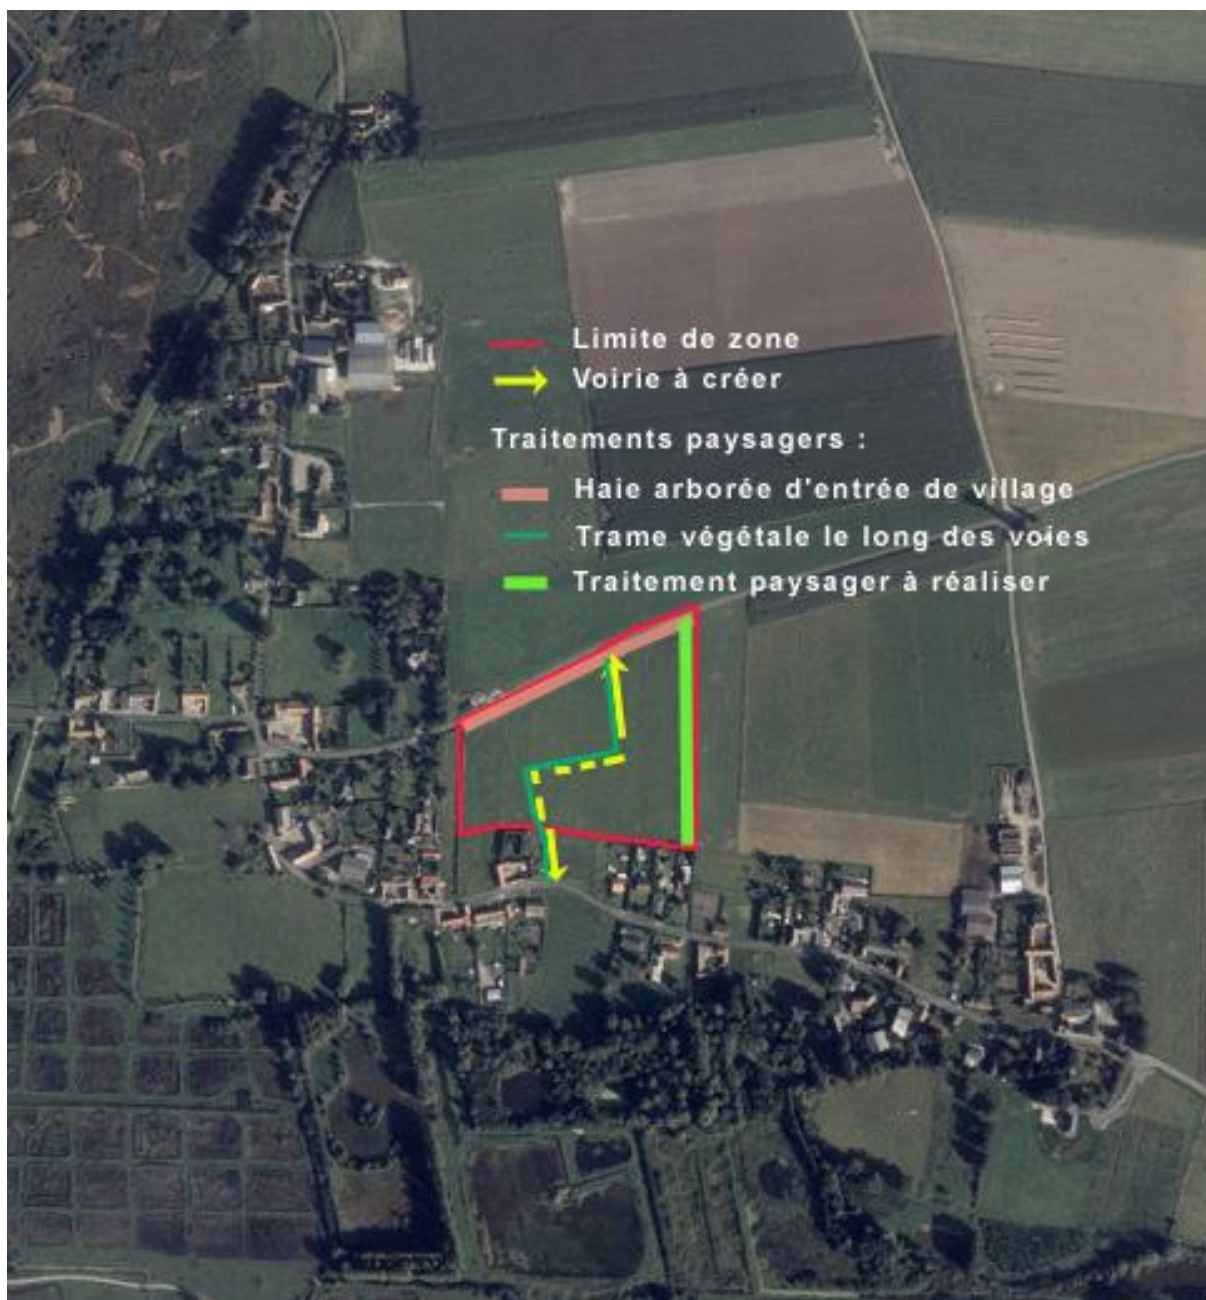 Limite de zone
Voirie à créer
Traitements paysagers :
Haie arborée d'entrée de village
Trame végétale le long des voies
Traitement paysager à réaliser